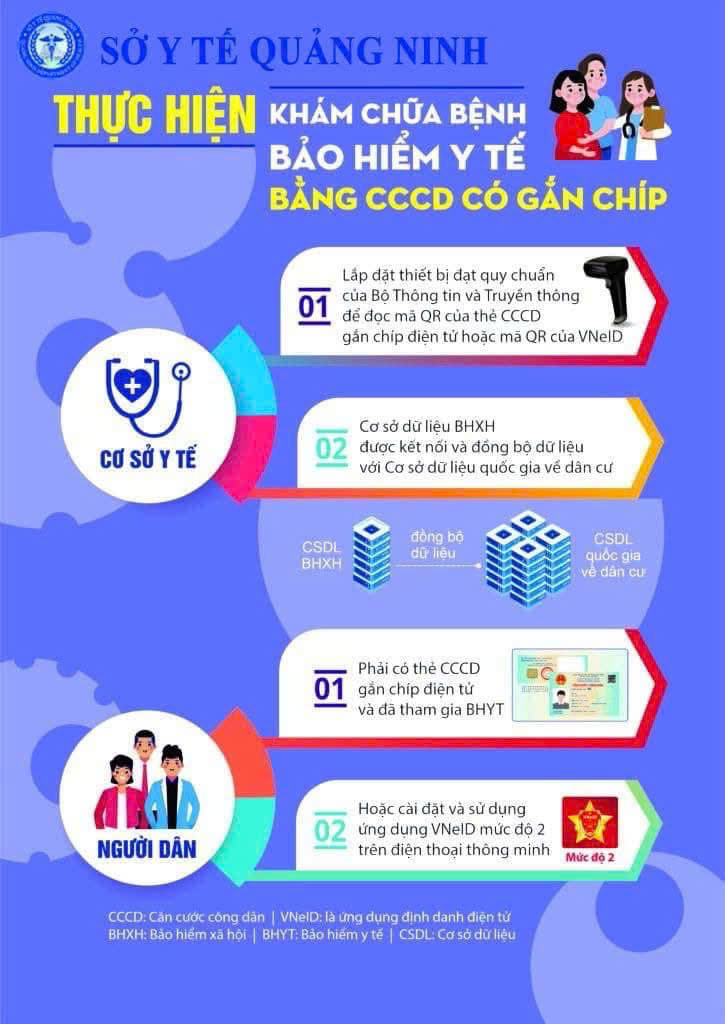 SỞ Y TẾ QUẢNG NINH
THỰC HIỆN
KHÁM CHỮA BỆNH
BẢO HIỂM Y TẾ
BẰNG CCCD CÓ GẮN CHÍP
CƠ SỞ Y TẾ
01
Lắp đặt thiết bị đạt quy chuẩn
của Bộ Thông tin và Truyền thông
để đọc mã QR của thẻ CCCD
gắn chíp điện tử hoặc mã QR của VNeID
02
Cơ sở dữ liệu BHXH
được kết nối và đồng bộ dữ liệu
với Cơ sở dữ liệu quốc gia về dân cư
CSDL
BHXH
đồng bộ
dữ liệu
CSDL
quốc gia
về dân cư
NGƯỜI DÂN
01
Phải có thẻ CCCD
gắn chíp điện tử
và đã tham gia BHYT
02
Hoặc cài đặt và sử dụng
ứng dụng VNeID mức độ 2
trên điện thoại thông minh
VNeID
Mức độ 2
CCCD: Căn cước công dân | VNeID: là ứng dụng định danh điện tử
BHXH: Bảo hiểm xã hội | BHYT: Bảo hiểm y tế | CSDL: Cơ sở dữ liệu